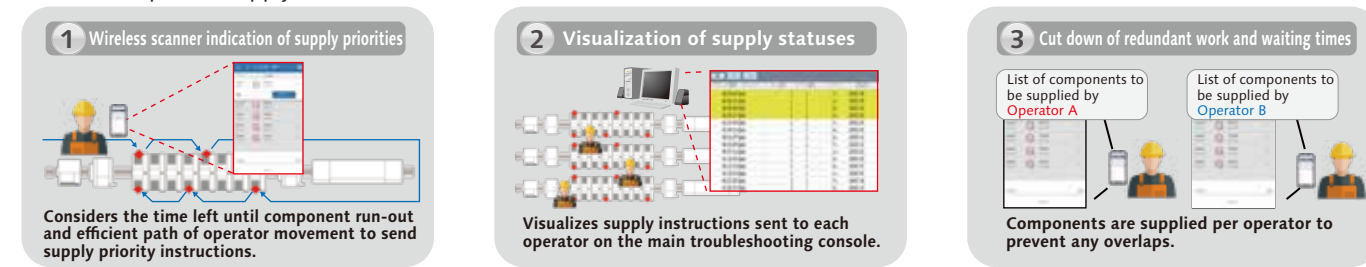 1 Wireless scanner indication of supply priorities
Considers the time left until component run-out
and efficient path of operator movement to send
supply priority instructions.
2 Visualization of supply statuses
Visualizes supply instructions sent to each
operator on the main troubleshooting console.
3 Cut down of redundant work and waiting times
List of components to
be supplied by
Operator A
List of components to
be supplied by
Operator B
Components are supplied per operator to
prevent any overlaps.